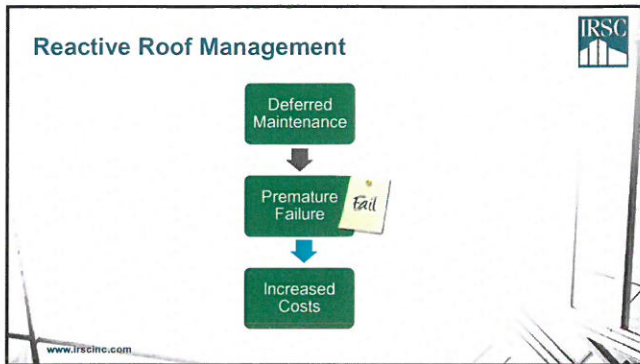 Reactive Roof Management
IRSC
Deferred
Maintenance
Premature
Failure
Fail
Increased
Costs
www.irscinc.com